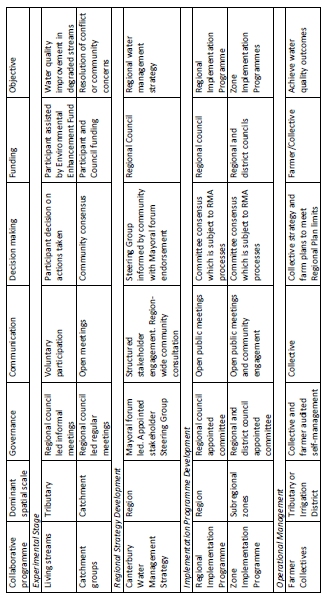 Collaborative Dominant Governance Communication Decision making Funding Objective
programme spatial scale
Experimental Stage
Living streams Tributary Regional council Voluntary Participant decision on Participant assisted Water quality
led informal participation actions taken by Environmental improvement in
meetings Enhancement Fund degraded streams
Catchment Catchment Regional council Open meetings Community consensus Participant and Resolution of conflict
groups led regular Council funding or community
meetings concerns
Regional Strategy Development
Canterbury Region Mayoral forum Structured Steering Group Regional Council Regional water
Water led. Appointed stakeholder informed by community management
Management stakeholder engagement; Region- with Mayoral forum strategy
Strategy Steering Group wide community endorsement
consultation
Implementation Programme Development
Regional Region Regional council Open public meetings Committee consensus Regional council Regional
Implementation appointed which is subject to RMA Implementation
Programme committee processes Programme
Zone Subregional Regional and Open public meetings Committee consensus Regional and Zone
Implementation zones district council and community which is subject to RMA district councils Implementation
Programme appointed engagement processes Programmes
committee
Operational Management
Farmer Tributary or Collective and Collective Collective strategy and Farmer/Collective Achieve water
Collectives Irrigation farmer audited farm plans to meet quality outcomes
District self-management Regional Plan limits